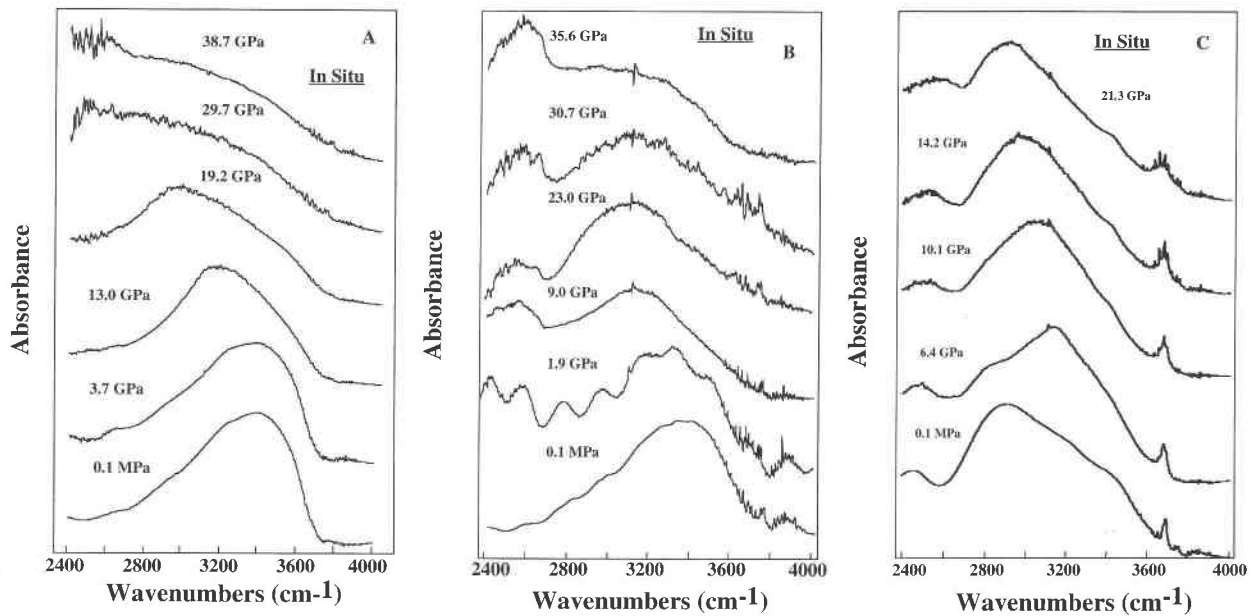 A
38.7 GPa
In Situ
29.7 GPa
19.2 GPa
13.0 GPa
3.7 GPa
0.1 MPa
Absorbance
2400 2800 3200 3600 4000
Wavenumbers (cm-1)
B
35.6 GPa
In Situ
30.7 GPa
23.0 GPa
9.0 GPa
1.9 GPa
0.1 MPa
Absorbance
2400 2800 3200 3600 4000
Wavenumbers (cm-1)
In Situ C
21.3 GPa
14.2 GPa
10.1 GPa
6.4 GPa
0.1 MPa
Absorbance
2400 2800 3200 3600 4000
Wavenumbers (cm-1)